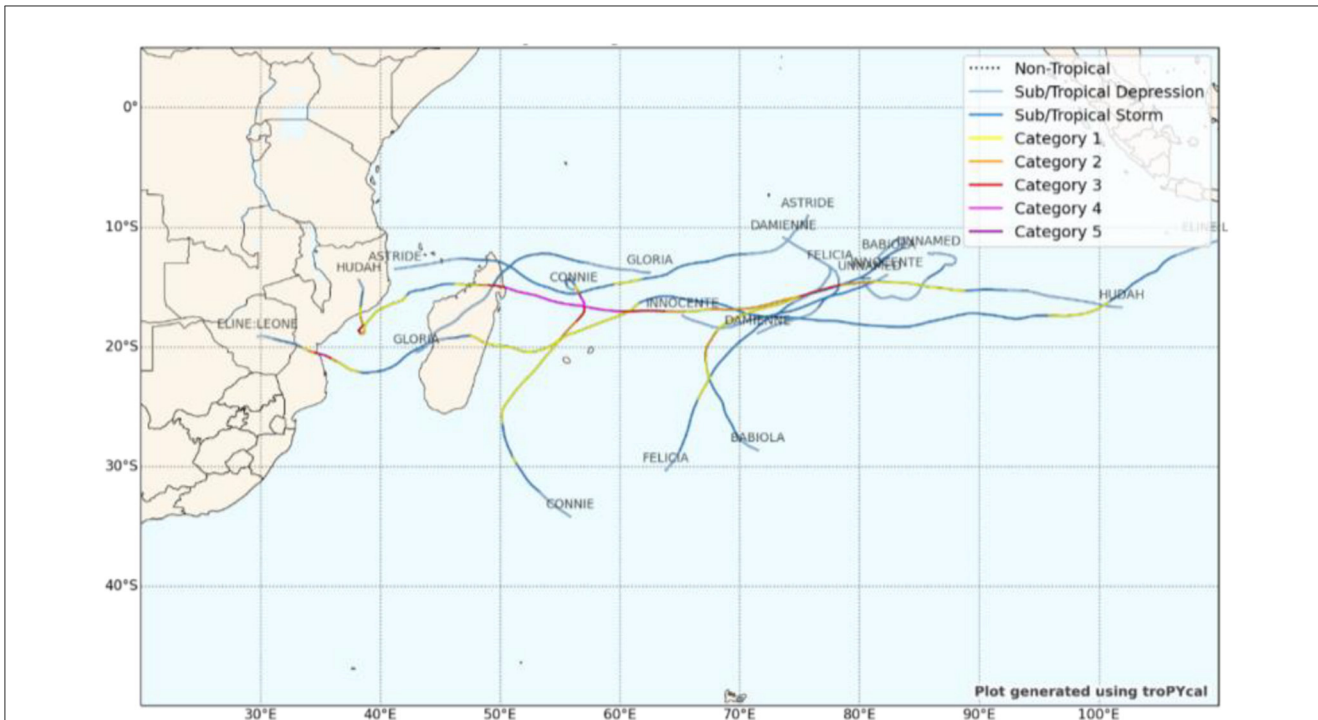 Non-Tropical
Sub/Tropical Depression
Sub/Tropical Storm
Category 1
Category 2
Category 3
Category 4
Category 5
0°
10°S
20°S
30°S
40°S
ASTRIDE
DAMIENNE
ELINE:L
BABIOLA
UNNAMED
FELICIA
ASTRIDE
GLORIA
HUDAH
INNOCENTE
UNNAMED
CONNIE
HUDAH
INNOCENTE
DAMIENNE
ELINE:LEONE
GLORIA
BABIOLA
FELICIA
CONNIE
Plot generated using troPYcal
30°E
40°E
50°E
60°E
70°E
80°E
90°E
100°E